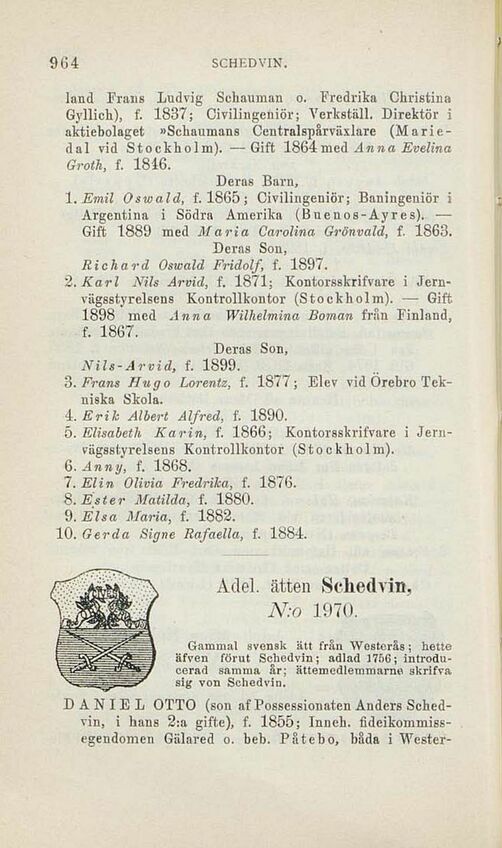 964 SCHEDVIN.
land Frans Ludvig Schauman o. Fredrika Christina
Gyllich), f. 1837; Civilingeniör; Verkställ. Direktör i
aktiebolaget »Schaumans Centralspårväxlare (Marie-
dal vid Stockholm). — Gift 1864 med Anna Evelina
Groth, f. 1846.
Deras Barn,
1. Emil Oswald, f. 1865; Civilingeniör; Baningeniör i
Argentina i Södra Amerika (Buenos-Ayres). —
Gift 1889 med Maria Carolina Grönvald, f. 1863.
Deras Son,
Richard Oswald Fridolf, f. 1897.
2. Karl Nils Arvid, f. 1871; Kontorsskrifvare i Jern-
vägsstyrelsens Kontrollkontor (Stockholm). — Gift
1898 med Anna Wilhelmina Boman från Finland,
f. 1867.
Deras Son,
Nils-Arvid, f. 1899.
3. Frans Hugo Lorentz, f. 1877; Elev vid Örebro Tek-
niska Skola.
4. Erik Albert Alfred, f. 1890.
5. Elisabeth Karin, f. 1866; Kontorsskrifvare i Jern-
vägsstyrelsens Kontrollkontor (Stockholm).
6. Anny, f. 1868.
7. Elin Olivia Fredrika, f. 1876.
8. Ester Matilda, f. 1880.
9. Elsa Maria, f. 1882.
10. Gerda Signe Rafaella, f. 1884.
Adel. ätten Schedvin,
N:o 1970.
Gammal svensk ätt från Westerås; hette
äfven förut Schedvin; adlad 1756; introdu-
cerad samma år; ättemedlemmarne skrifva
sig von Schedvin.
DANIEL OTTO (son af Possessionaten Anders Sched-
vin, i hans 2:a gifte), f. 1855; Inneh. fideikommiss-
egendomen Gälared o. beb. Påtebo, båda i Wester-